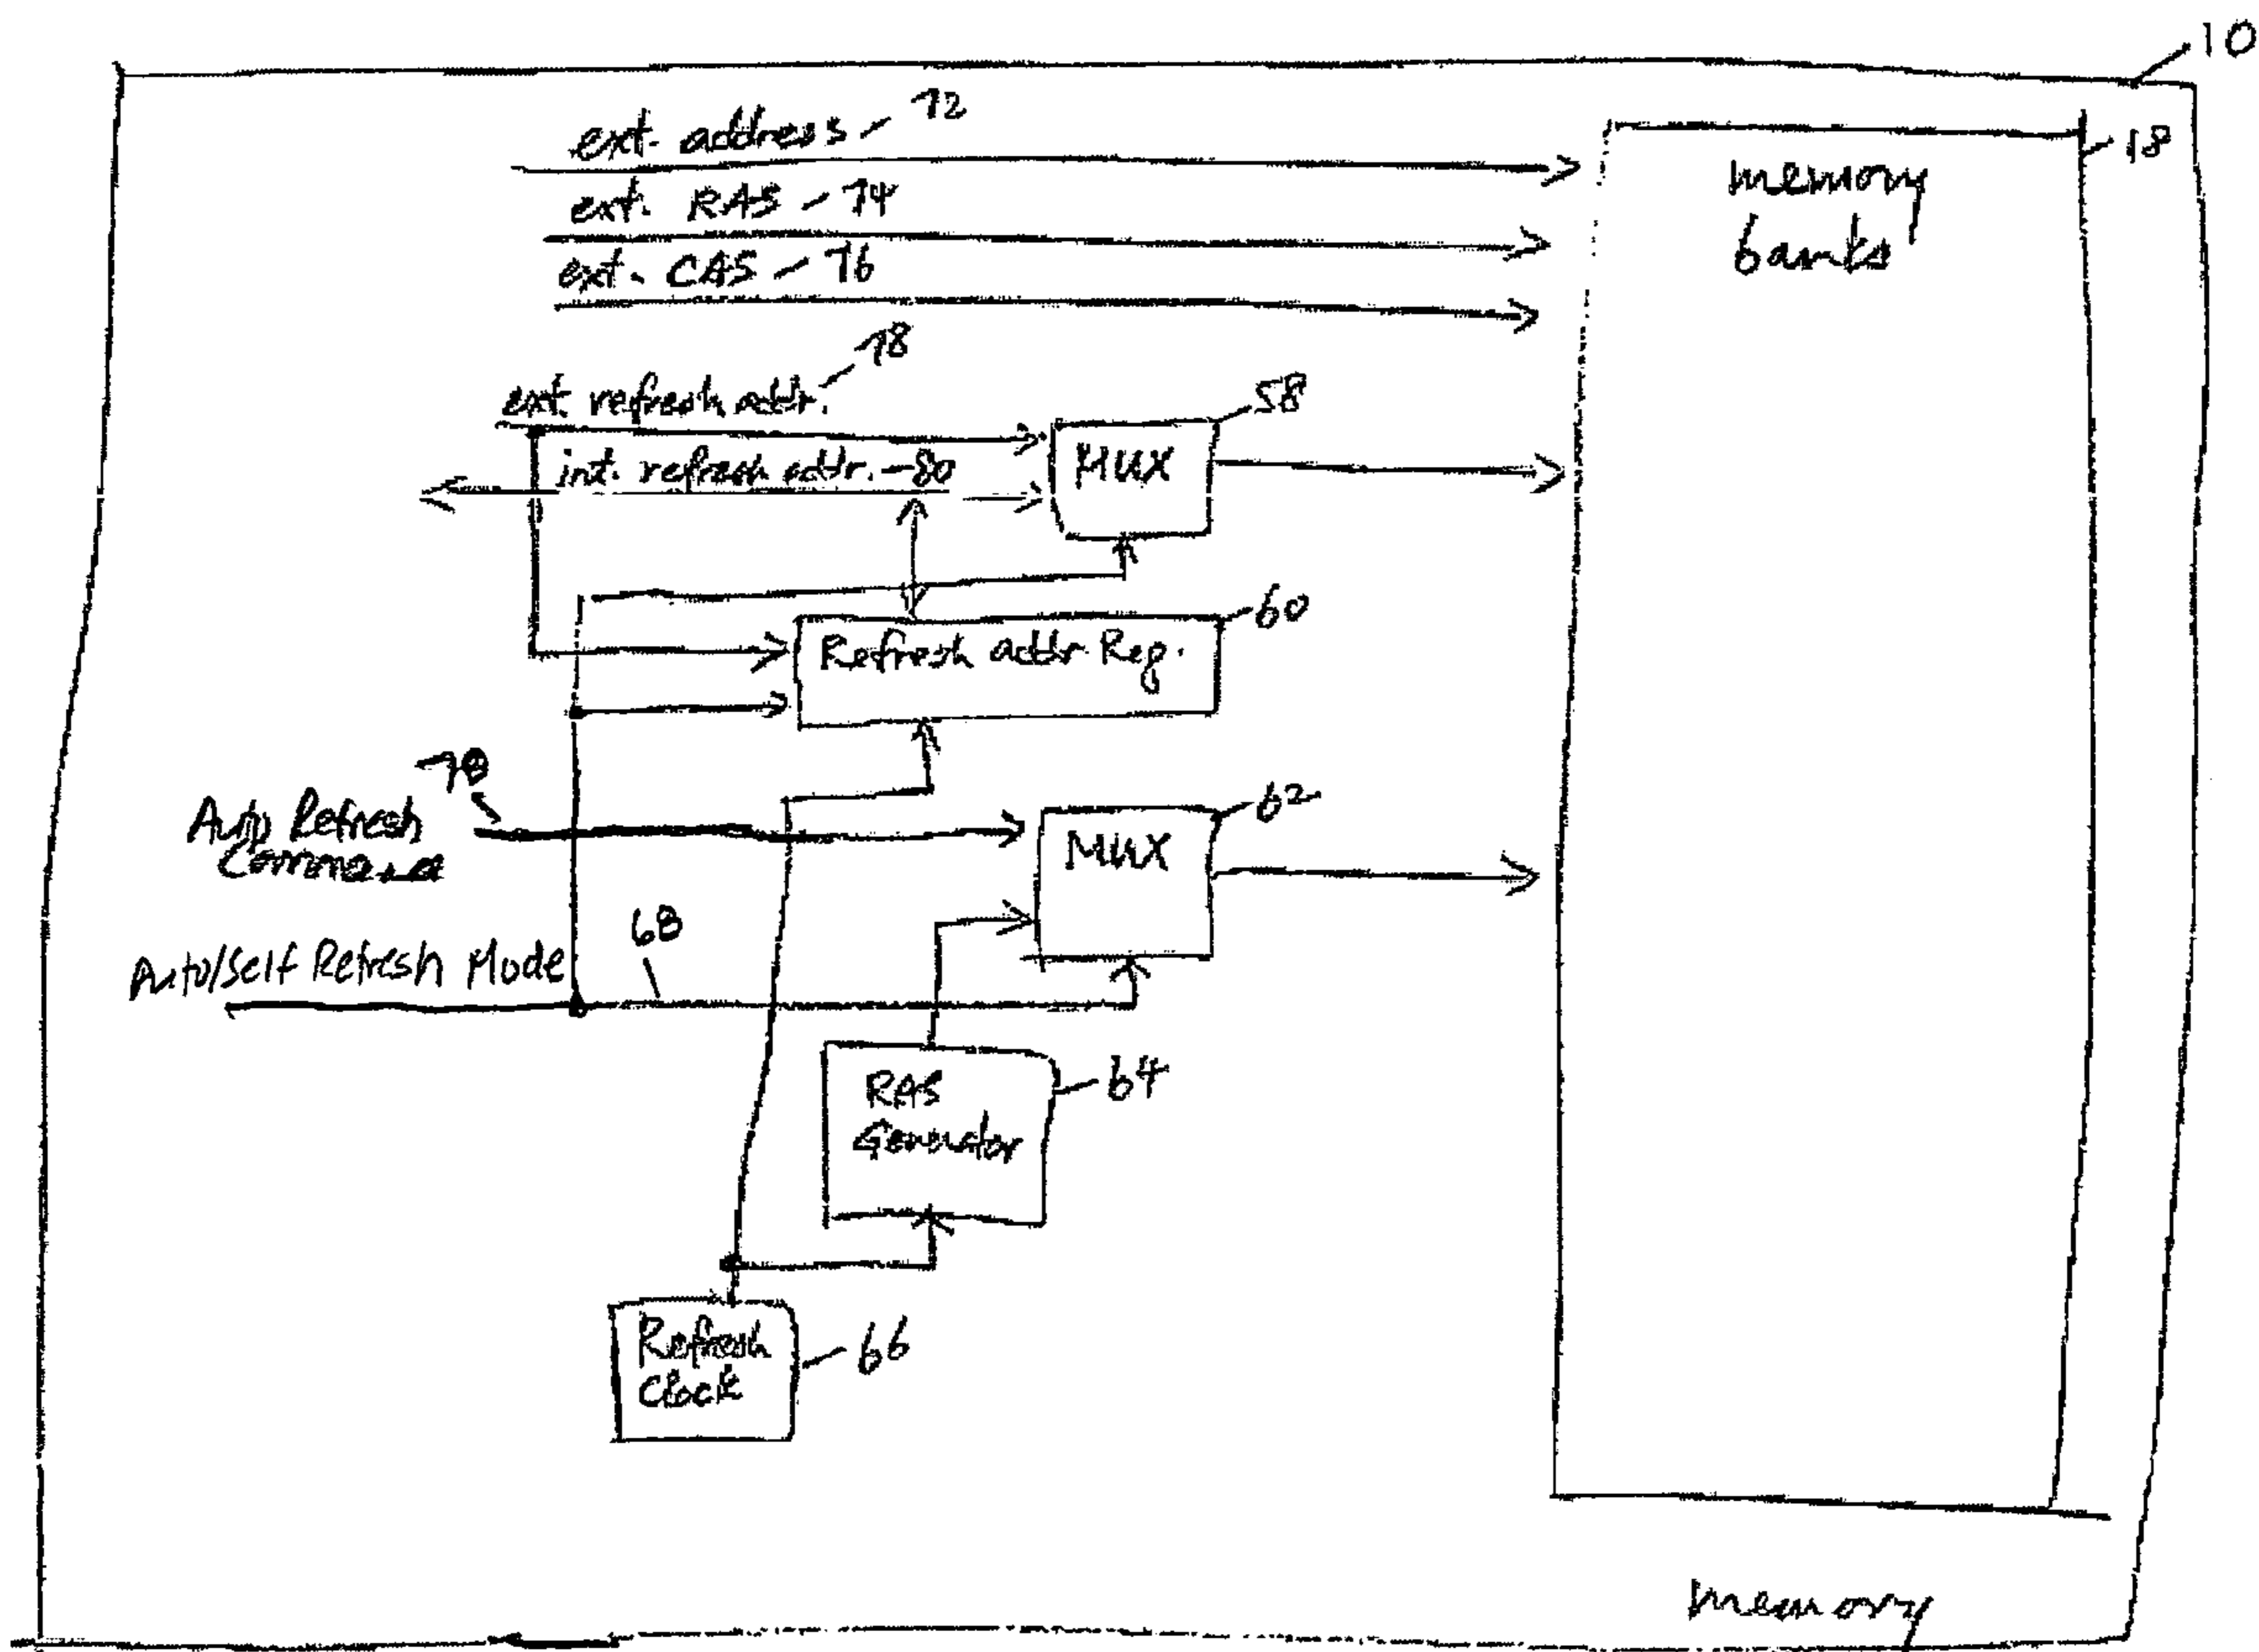 10
ext. address - 72
18
memory
banks
ext. RAS - 74
ext. CAS - 76
78
ext. refresh addr.
58
MUX
int. refresh addr. - 80
60
Refresh addr Reg.
70
Auto Refresh
Command
62
MUX
68
Auto/Self Refresh Mode
RAS
Generator
64
Refresh
Clock
66
memory